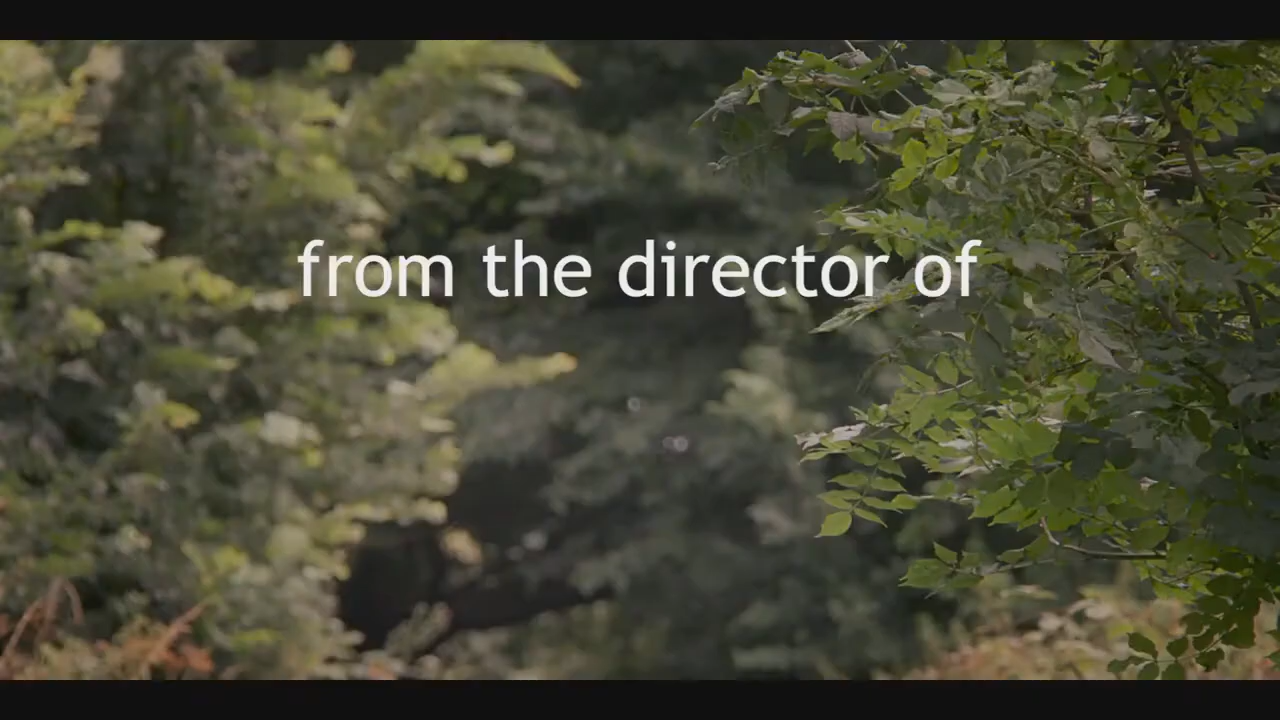 from the director of